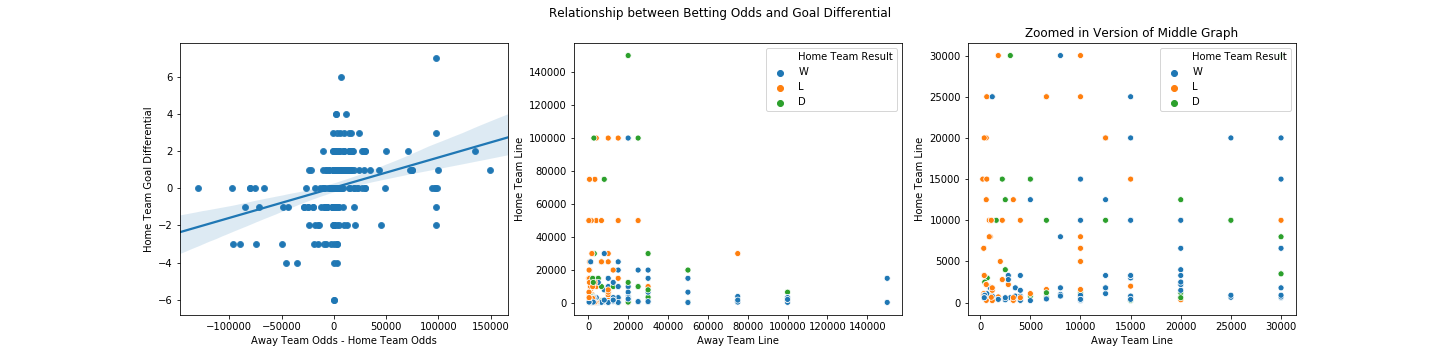 Relationship between Betting Odds and Goal Differential
Home Team Goal Differential
6
4
2
0
−2
−4
−6
−100000 −50000 0 50000 100000 150000
Away Team Odds - Home Team Odds
Home Team Line
140000
120000
100000
80000
60000
40000
20000
0
Home Team Result
W
L
D
0 20000 40000 60000 80000 100000 120000 140000
Away Team Line
Zoomed in Version of Middle Graph
Home Team Line
30000
25000
20000
15000
10000
5000
0
Home Team Result
W
L
D
0 5000 10000 15000 20000 25000 30000
Away Team Line